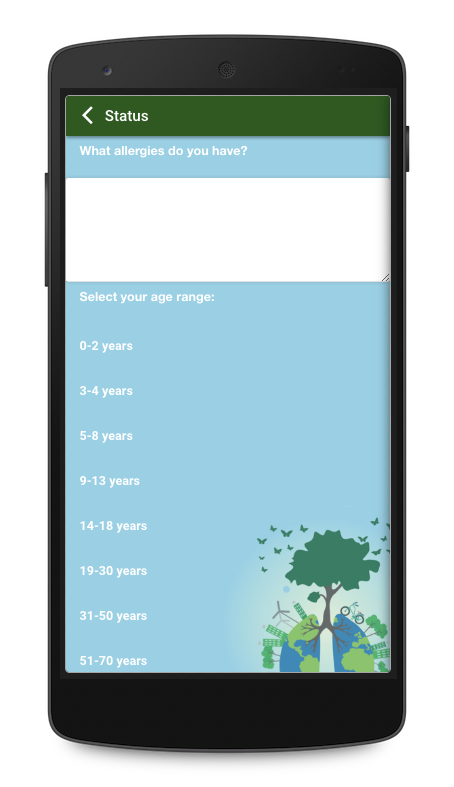 Status
What allergies do you have?
Select your age range:
0-2 years
3-4 years
5-8 years
9-13 years
14-18 years
19-30 years
31-50 years
51-70 years